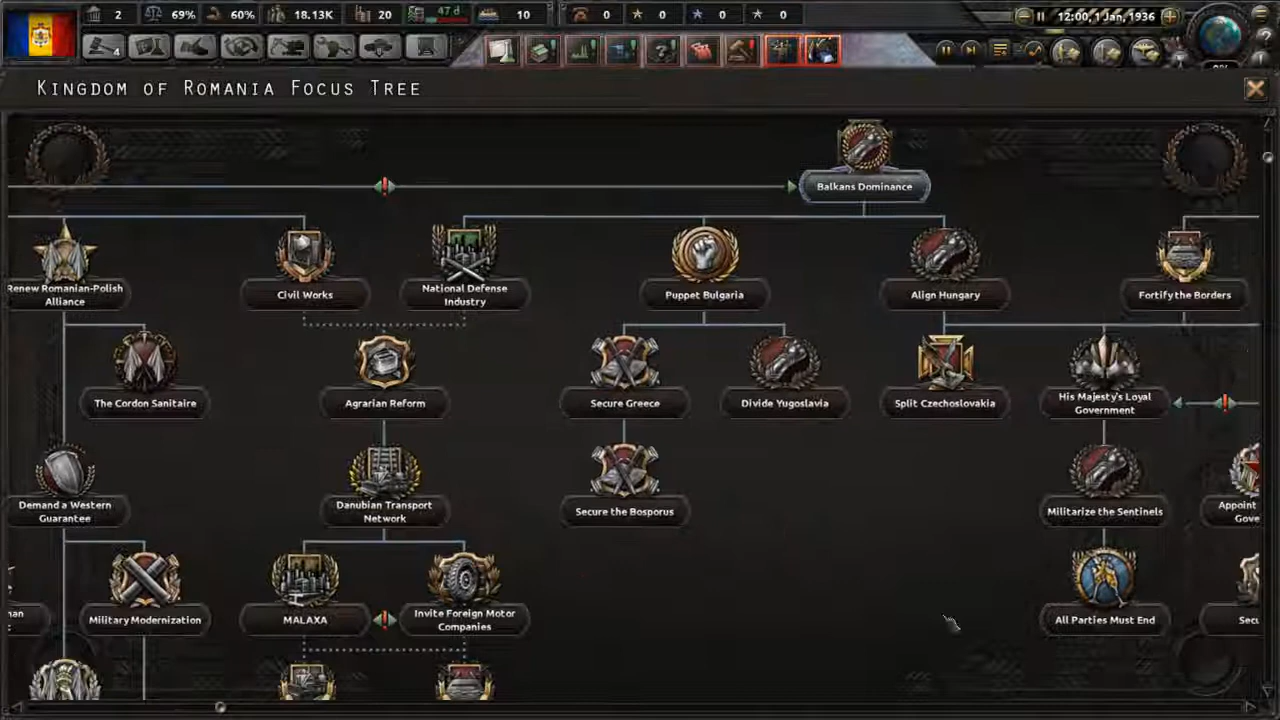 2
69%
60%
18.13K
20
47 d
10
0
0
0
0
12:00, 1 Jan, 1936
4
Kingdom of Romania Focus Tree
Balkans Dominance
Renew Romanian-Polish
Alliance
Civil Works
National Defense
Industry
Puppet Bulgaria
Align Hungary
Fortify the Borders
The Cordon Sanitaire
Agrarian Reform
Secure Greece
Divide Yugoslavia
Split Czechoslovakia
His Majesty's Loyal
Government
Demand a Western
Guarantee
Danubian Transport
Network
Secure the Bosporus
Militarize the Sentinels
Appoint
Gove
Military Modernization
MALAXA
Invite Foreign Motor
Companies
All Parties Must End
Secu